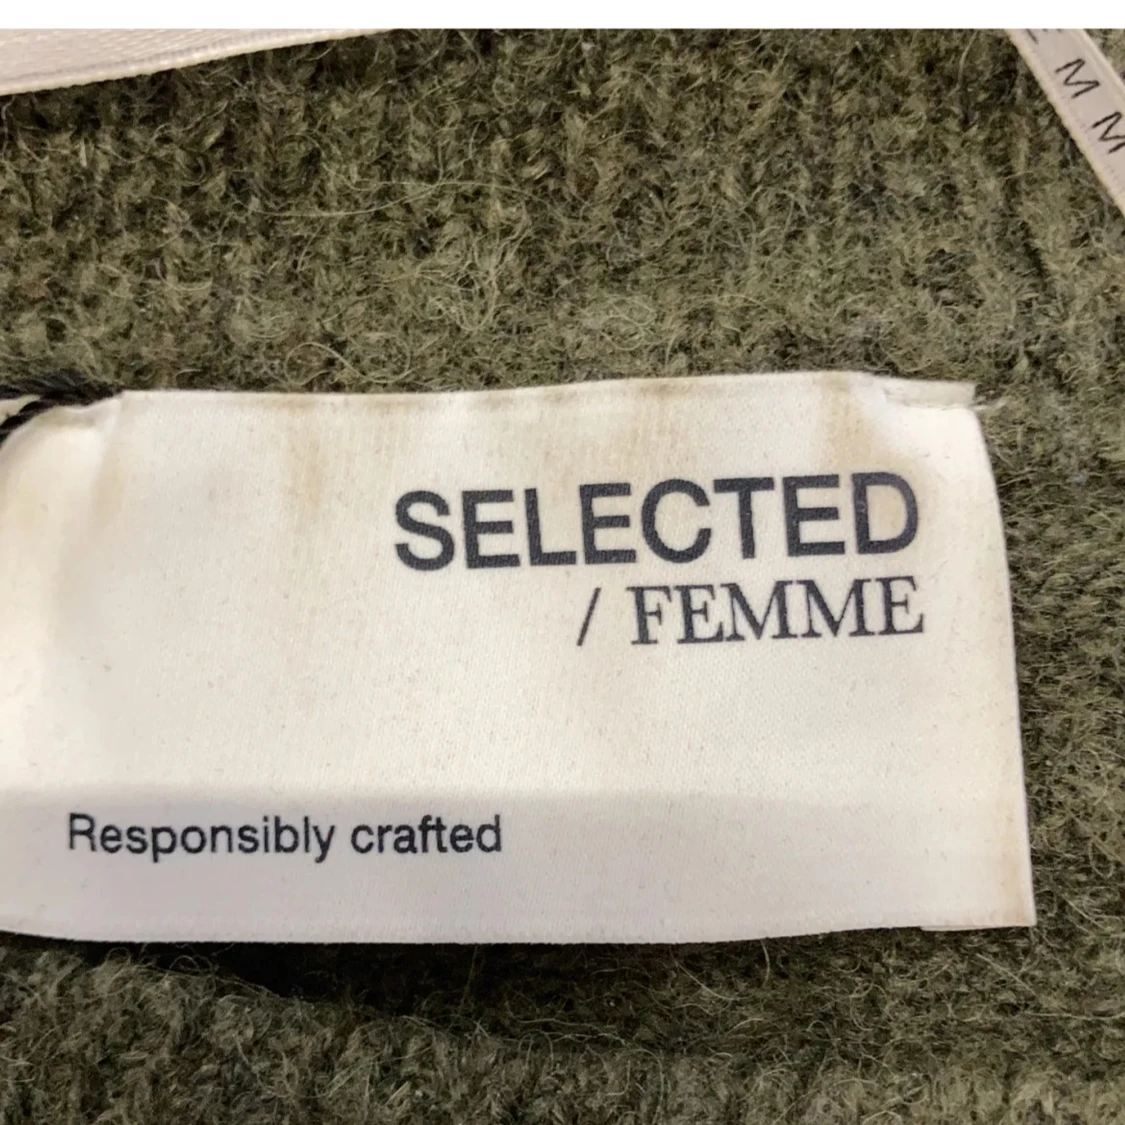 M M
SELECTED
/ FEMME
Responsibly crafted